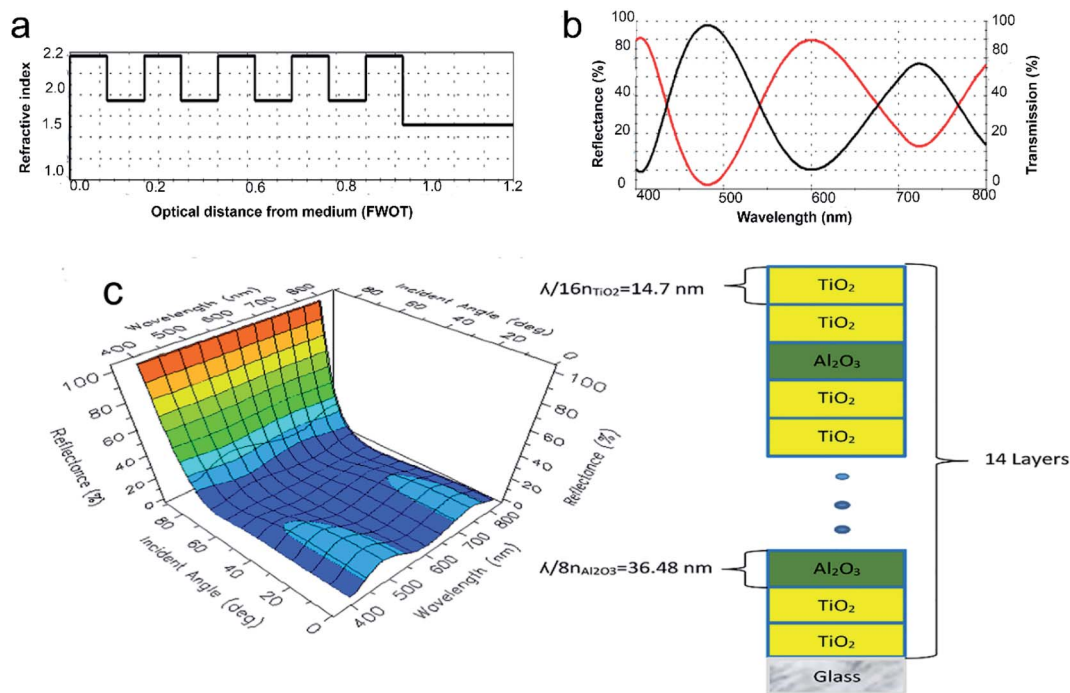 a
2.2
2.0
1.5
1.0
Refractive index
0.0 0.2 0.6 0.8 1.0 1.2
Optical distance from medium (FWOT)
b
100
80
40
20
0
Reflectance (%)
100
80
40
20
0
Transmission (%)
400 500 600 700 800
Wavelength (nm)
c
Wavelength (nm)
400 500 600 700 800
Incident Angle (deg)
80 60 40 20 0
100 80 60 40 20 0
Reflectance (%)
100 80 60 40 20 0
Reflectance (%)
80 60 40 20 0
Incident Angle (deg)
400 500 600 700 800
Wavelength (nm)
ʎ/16nTiO2=14.7 nm
TiO₂
TiO₂
Al₂O₃
TiO₂
TiO₂
14 Layers
ʎ/8nAl2O3=36.48 nm
Al₂O₃
TiO₂
TiO₂
Glass